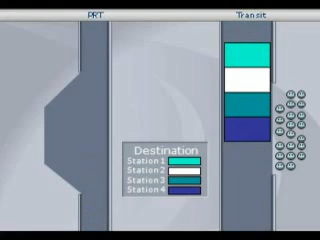 PRT
Transit
Destination
Station 1
Station 2
Station 3
Station 4